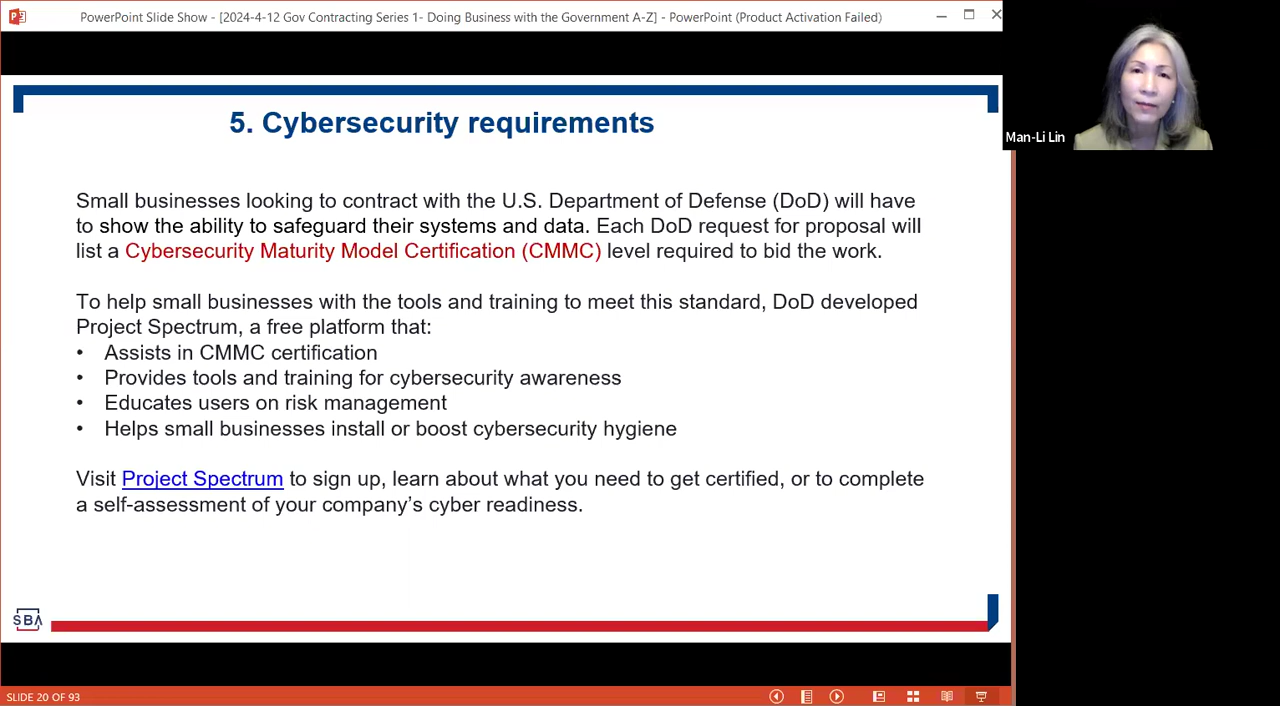 PowerPoint Slide Show - [2024-4-12 Gov Contracting Series 1- Doing Business with the Government A-Z] - PowerPoint (Product Activation Failed)
Man-Li Lin
5. Cybersecurity requirements
Small businesses looking to contract with the U.S. Department of Defense (DoD) will have
to show the ability to safeguard their systems and data. Each DoD request for proposal will
list a Cybersecurity Maturity Model Certification (CMMC) level required to bid the work.
To help small businesses with the tools and training to meet this standard, DoD developed
Project Spectrum, a free platform that:
• Assists in CMMC certification
• Provides tools and training for cybersecurity awareness
• Educates users on risk management
• Helps small businesses install or boost cybersecurity hygiene
Visit Project Spectrum to sign up, learn about what you need to get certified, or to complete
a self-assessment of your company’s cyber readiness.
SBA
SLIDE 20 OF 93